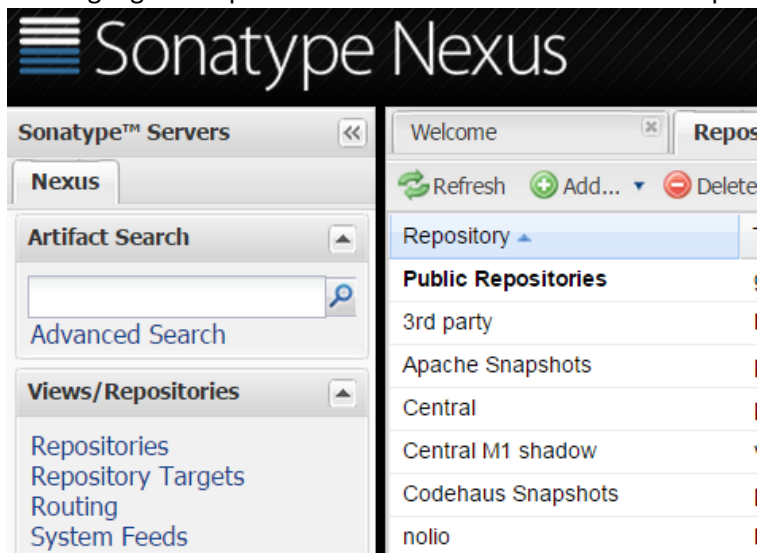 Sonatype Nexus
Sonatype™ Servers
Nexus
Artifact Search
Advanced Search
Views/Repositories
Repositories
Repository Targets
Routing
System Feeds
Welcome
Refresh Add... Delete
Repository
Public Repositories
3rd party
Apache Snapshots
Central
Central M1 shadow
Codehaus Snapshots
nolio